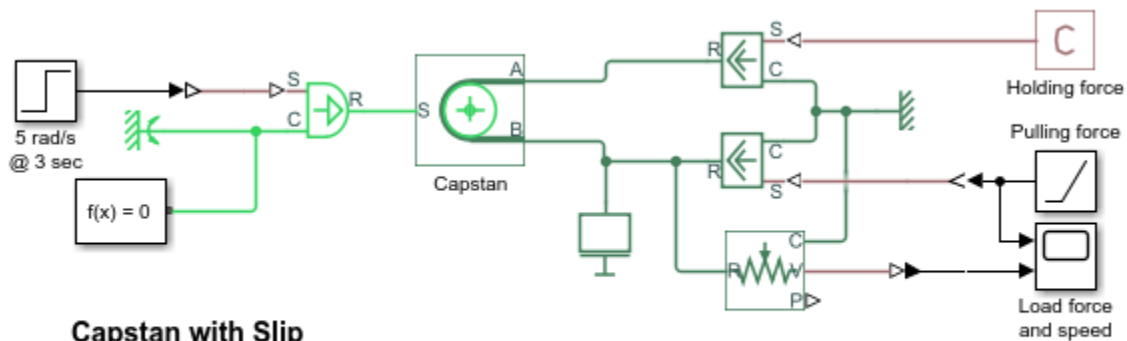 S
R
C
C
Holding force
A
S
R
C
5 rad/s
@ 3 sec
S
B
Capstan
C
R
S
Pulling force
f(x) = 0
C
R
V
P
Load force
and speed
Capstan with Slip